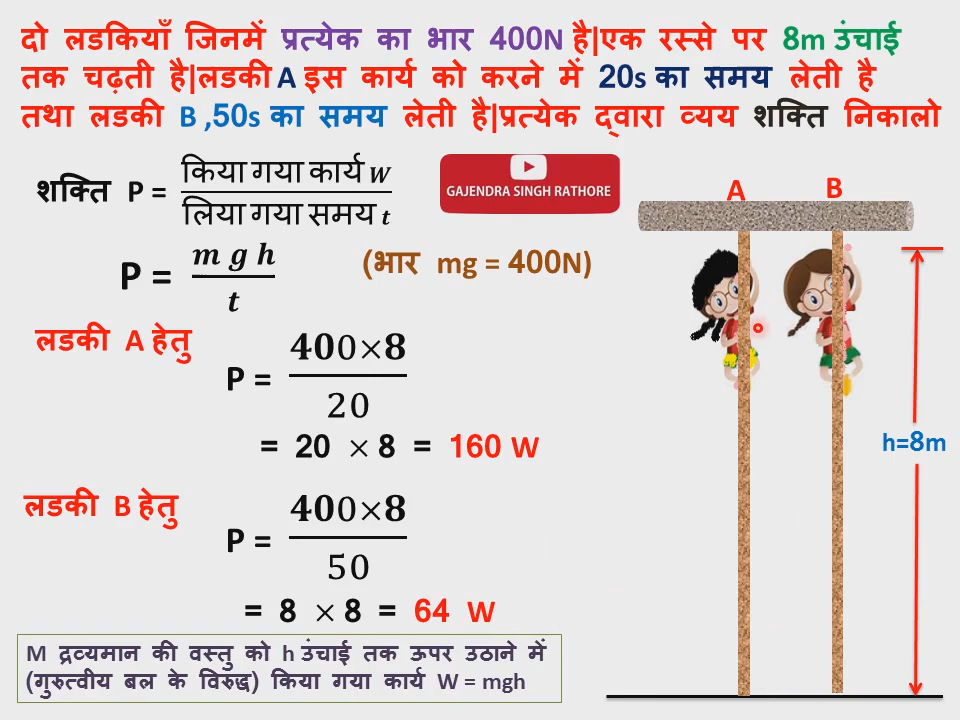 दो लडकियाँ जिनमें प्रत्येक का भार 400N है|एक रस्से पर 8m उंचाई
तक चढ़ती है|लडकी A इस कार्य को करने में 20s का समय लेती है
तथा लडकी B ,50s का समय लेती है|प्रत्येक द्वारा व्यय शक्ति निकालो
शक्ति P = किया गया कार्य W / लिया गया समय t
GAJENDRA SINGH RATHORE
A B
P = m g h / t
(भार mg = 400N)
लडकी A हेतु
P = 400×8 / 20
= 20 × 8 = 160 W
h=8m
लडकी B हेतु
P = 400×8 / 50
= 8 × 8 = 64 W
M द्रव्यमान की वस्तु को h उंचाई तक ऊपर उठाने में
(गुरुत्वीय बल के विरुद्ध) किया गया कार्य W = mgh